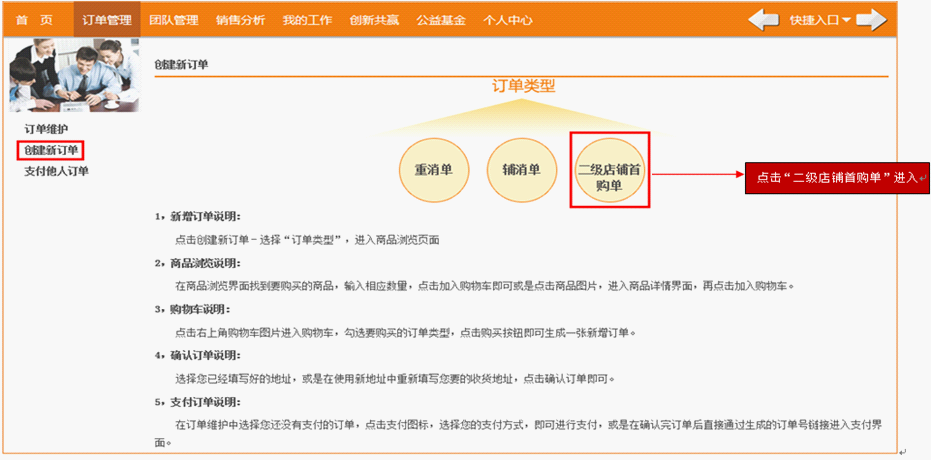 首 页 订单管理 团队管理 销售分析 我的工作 创新共赢 公益基金 个人中心 快捷入口
创建新订单
订单类型
订单维护
创建新订单
支付他人订单
重消单 辅消单 二级店铺首
购单
点击“二级店铺首购单”进入
1，新增订单说明：
点击创建新订单－选择“订单类型”，进入商品浏览页面
2，商品浏览说明：
在商品浏览界面找到要购买的商品，输入相应数量，点击加入购物车即可或是点击商品图片，进入商品详情界面，再点击加入购物车。
3，购物车说明：
点击右上角购物车图片进入购物车，勾选要购买的订单类型，点击购买按钮即可生成一张新增订单。
4，确认订单说明：
选择您已经填写好的地址，或是在使用新地址中重新填写您要的收货地址，点击确认订单即可。
5，支付订单说明：
在订单维护中选择您还没有支付的订单，点击支付图标，选择您的支付方式，即可进行支付，或是在确认完订单后直接通过生成的订单号链接进入支付界
面。